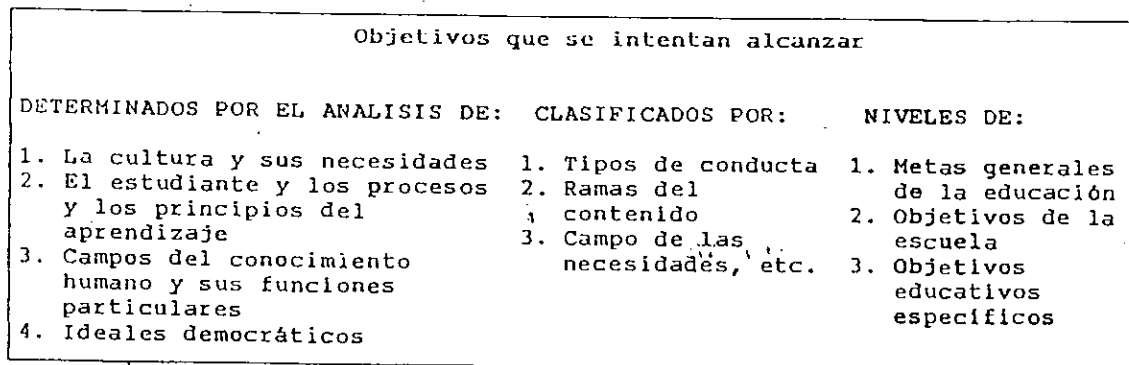 Objetivos que se intentan alcanzar
DETERMINADOS POR EL ANALISIS DE: CLASIFICADOS POR: NIVELES DE:
1. La cultura y sus necesidades
2. El estudiante y los procesos
y los principios del
aprendizaje
3. Campos del conocimiento
humano y sus funciones
particulares
4. Ideales democráticos
1. Tipos de conducta
2. Ramas del
contenido
3. Campo de las
necesidades, etc.
1. Metas generales
de la educación
2. Objetivos de la
escuela
3. Objetivos
educativos
específicos